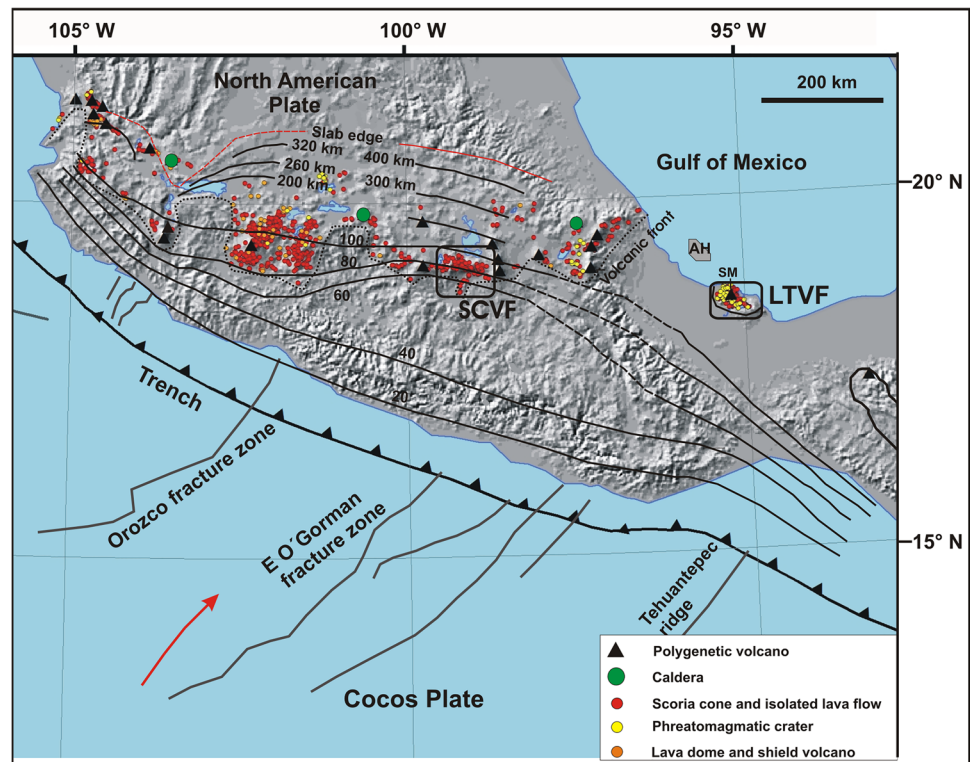 105° W
100° W
95° W
North American
Plate
200 km
Slab edge
320 km
400 km
260 km
200 km
300 km
Gulf of Mexico
20° N
Volcanic front
AH
SM
LTVF
100
80
60
SCVF
40
20
Trench
Orozco fracture zone
E O´Gorman
fracture zone
Tehuantepec
ridge
15° N
Cocos Plate
Polygenetic volcano
Caldera
Scoria cone and isolated lava flow
Phreatomagmatic crater
Lava dome and shield volcano